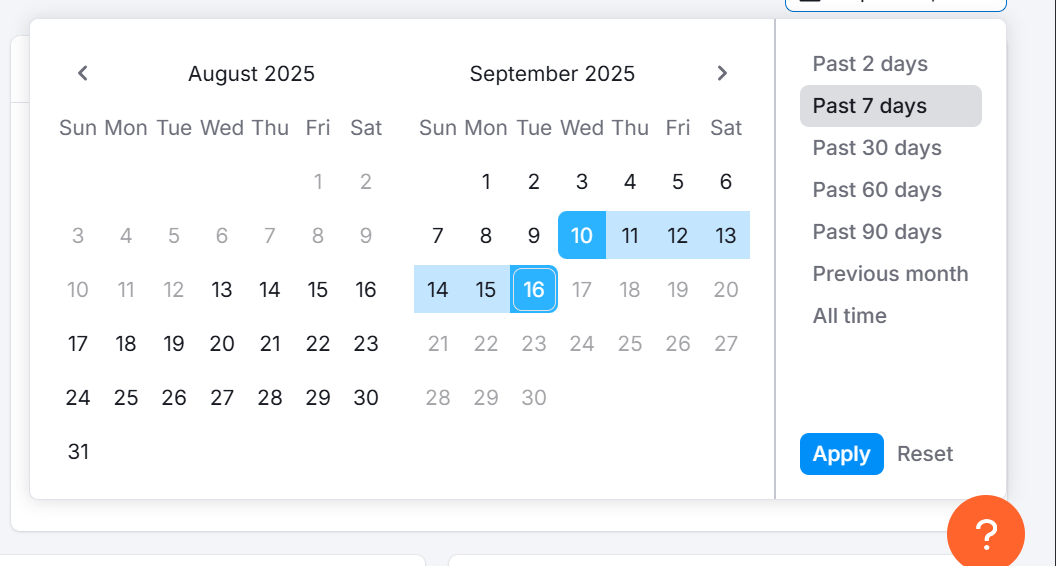 August 2025
Sun Mon Tue Wed Thu Fri Sat
1 2
3 4 5 6 7 8 9
10 11 12 13 14 15 16
17 18 19 20 21 22 23
24 25 26 27 28 29 30
31
September 2025
Sun Mon Tue Wed Thu Fri Sat
1 2 3 4 5 6
7 8 9 10 11 12 13
14 15 16 17 18 19 20
21 22 23 24 25 26 27
28 29 30
Past 2 days
Past 7 days
Past 30 days
Past 60 days
Past 90 days
Previous month
All time
Apply Reset
?